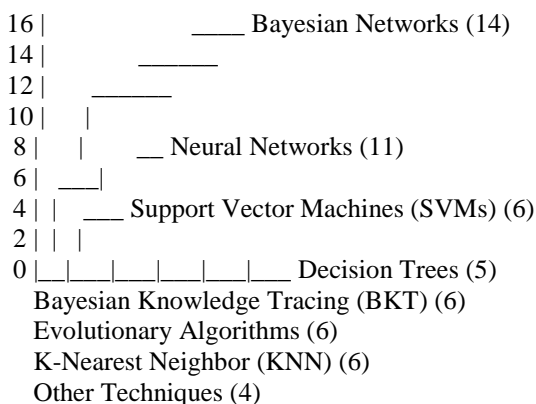 16 |                         ____ Bayesian Networks (14)
14 |                ______
12 |         ______
10 |      |
8 |      |        __ Neural Networks (11)
6 |   ___|
4 | |   ___ Support Vector Machines (SVMs) (6)
2 | |   |
0 |__|___|___|___|___|___ Decision Trees (5)
Bayesian Knowledge Tracing (BKT) (6)
Evolutionary Algorithms (6)
K-Nearest Neighbor (KNN) (6)
Other Techniques (4)